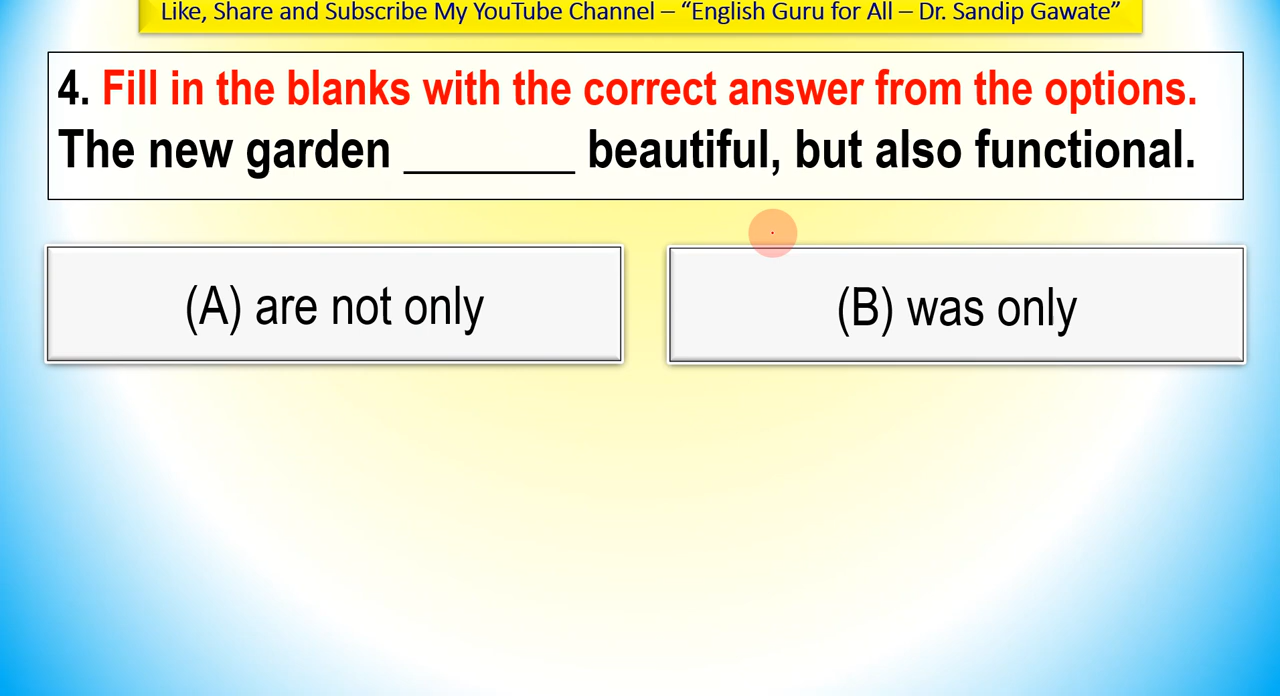 Like, Share and Subscribe My YouTube Channel – “English Guru for All – Dr. Sandip Gawate”
4. Fill in the blanks with the correct answer from the options.
The new garden _______ beautiful, but also functional.
(A) are not only
(B) was only